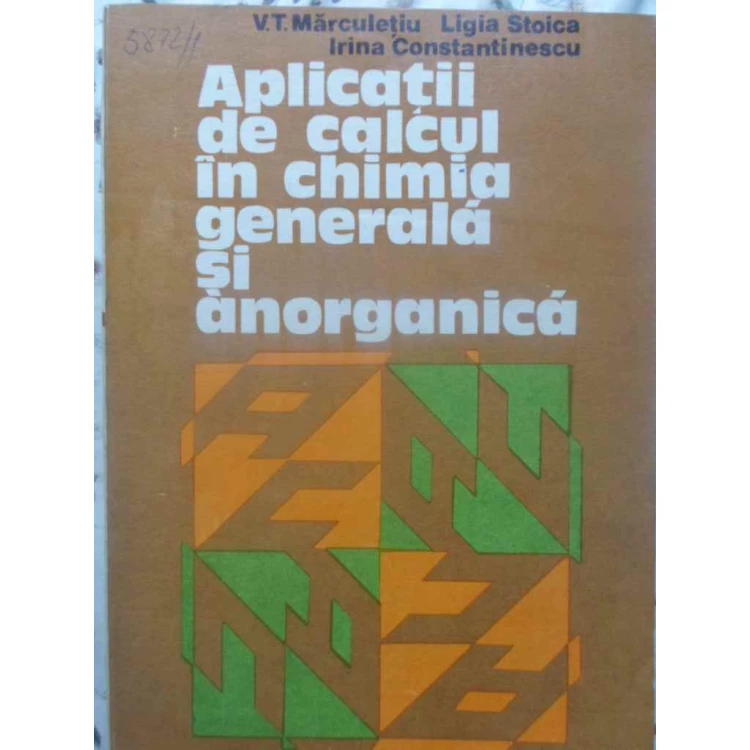 V.T. Mărculețiu Ligia Stoica
5872/1
Irina Constantinescu
Aplicații
de calcul
în chimia
generală
și
anorganică